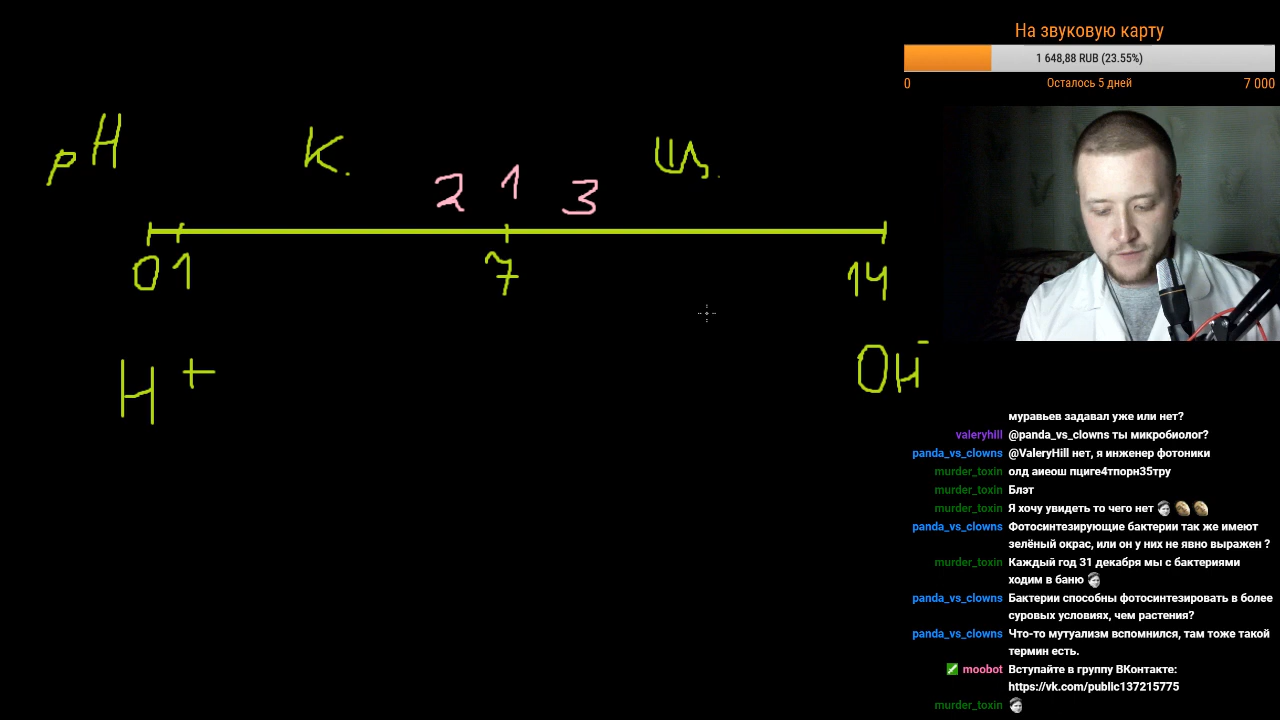 На звуковую карту
1 648,88 RUB (23.55%)
0 Осталось 5 дней 7 000
pH К. Щ.
2 1 3
0 1 7 14
H + OH -
муравьев задавал уже или нет?
valeryhill @panda_vs_clowns ты микробиолог?
panda_vs_clowns @ValeryHill нет, я инженер фотоники
murder_toxin олд аиеош пциге4тпорн35тру
murder_toxin Блэт
murder_toxin Я хочу увидеть то чего нет
panda_vs_clowns Фотосинтезирующие бактерии так же имеют
зелёный окрас, или он у них не явно выражен ?
murder_toxin Каждый год 31 декабря мы с бактериями
ходим в баню
panda_vs_clowns Бактерии способны фотосинтезировать в более
суровых условиях, чем растения?
panda_vs_clowns Что-то мутуализм вспомнился, там тоже такой
термин есть.
moobot Вступайте в группу ВКонтакте:
https://vk.com/public137215775
murder_toxin